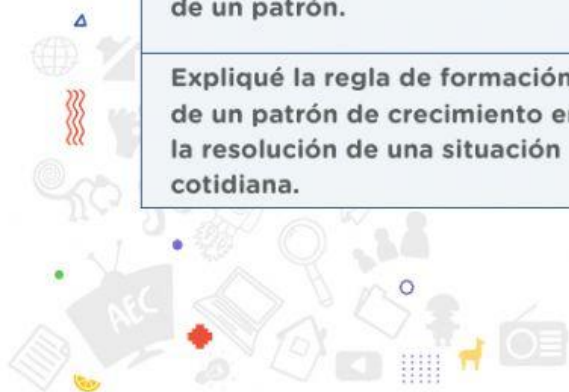 de un patrón.
Expliqué la regla de formación
de un patrón de crecimiento en
la resolución de una situación
cotidiana.
AEC